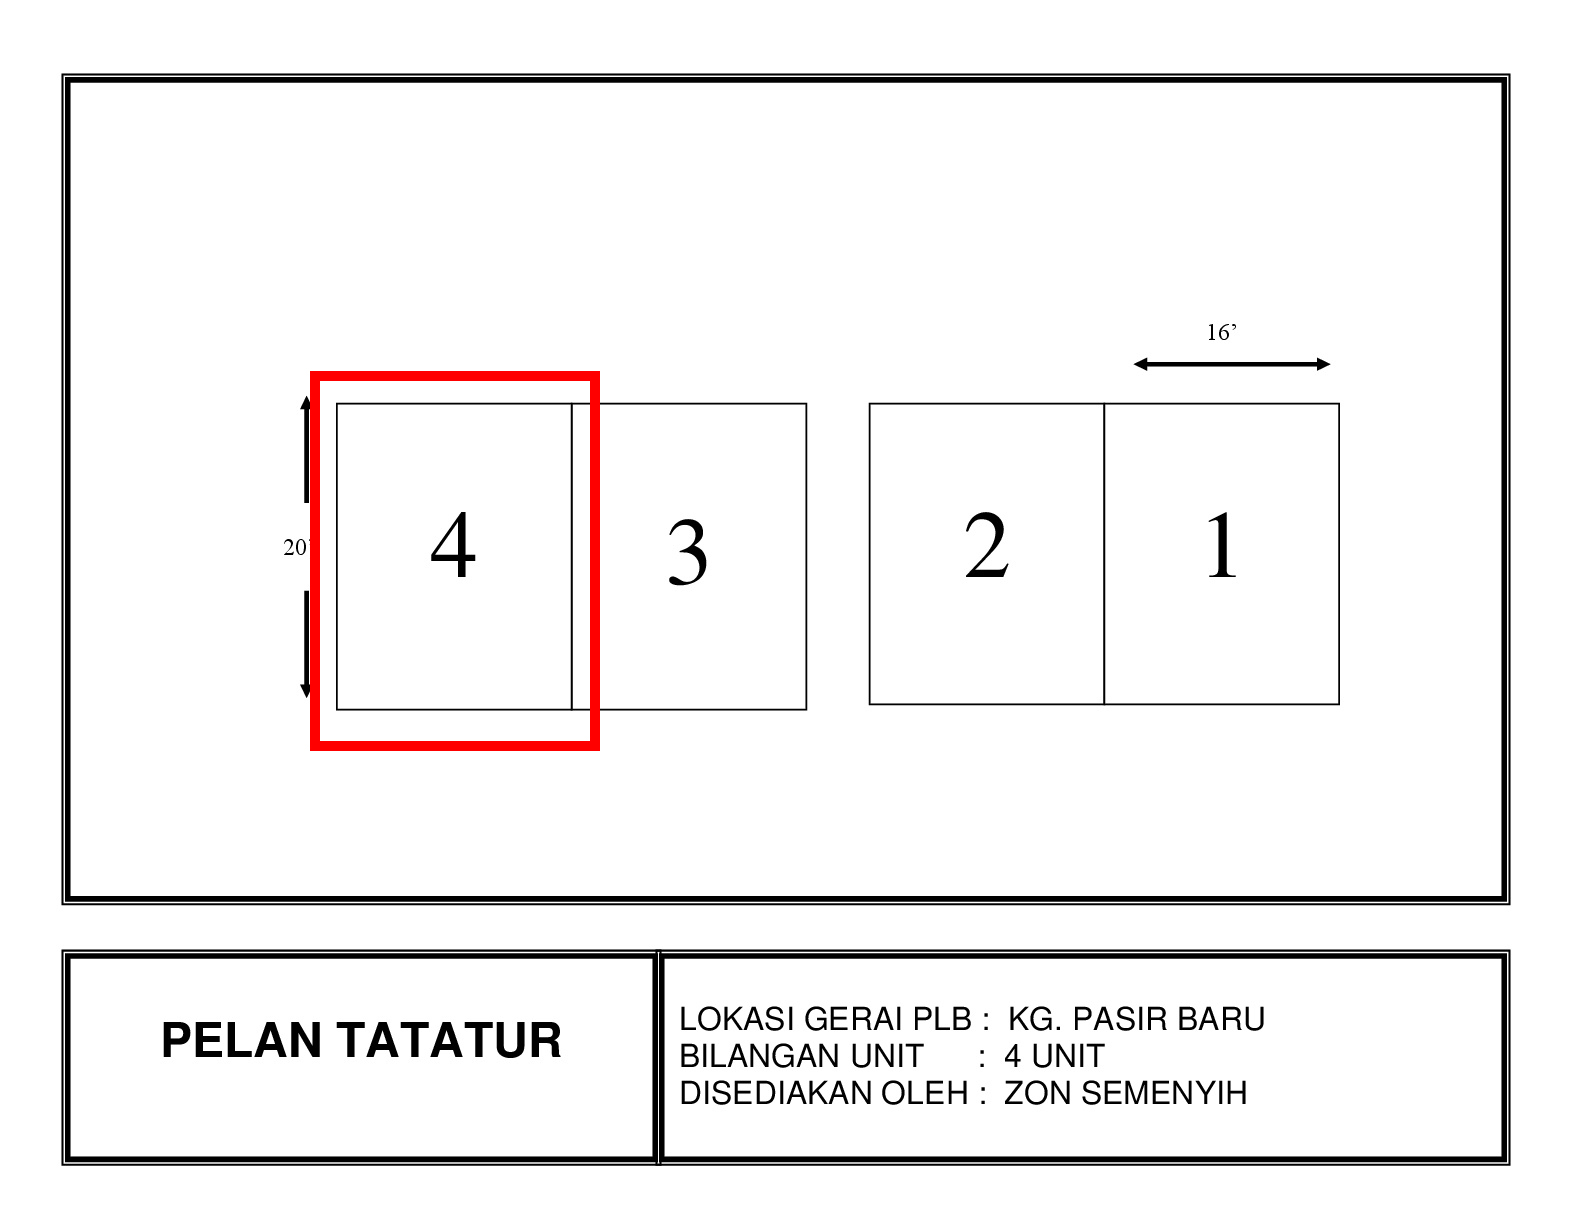 16’
20’
4
3
2
1
PELAN TATATUR
LOKASI GERAI PLB : KG. PASIR BARU
BILANGAN UNIT : 4 UNIT
DISEDIAKAN OLEH : ZON SEMENYIH